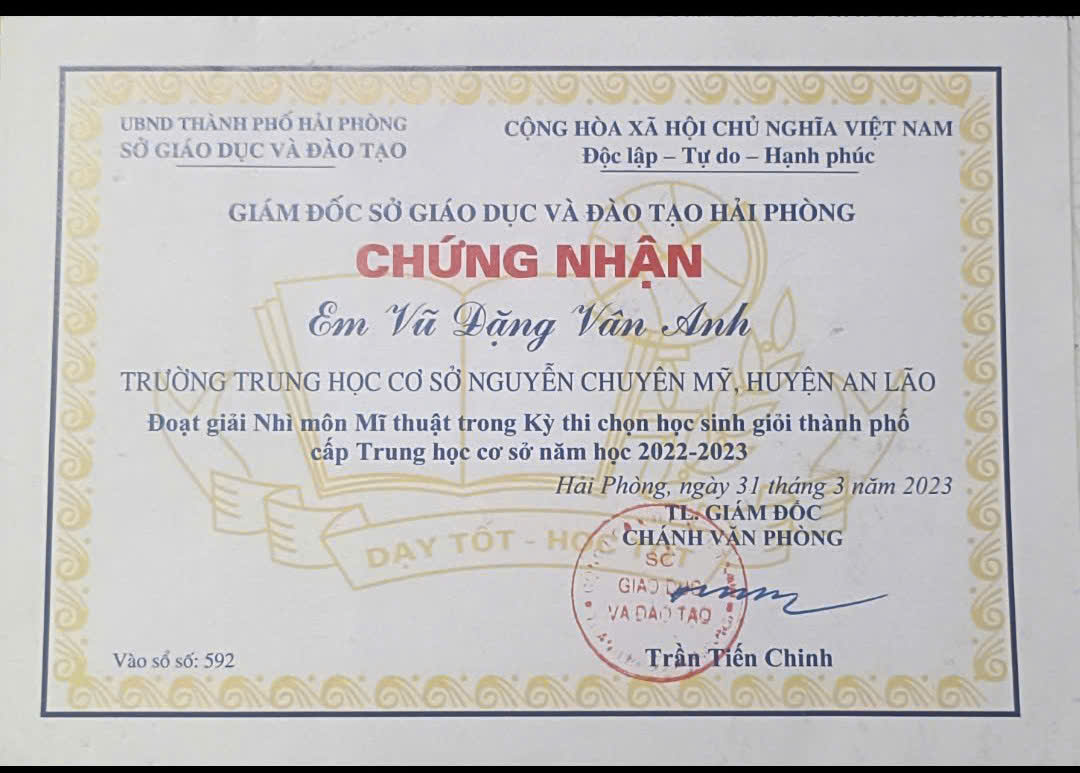 UBND THÀNH PHỐ HẢI PHÒNG
SỞ GIÁO DỤC VÀ ĐÀO TẠO
CỘNG HÒA XÃ HỘI CHỦ NGHĨA VIỆT NAM
Độc lập – Tự do – Hạnh phúc
GIÁM ĐỐC SỞ GIÁO DỤC VÀ ĐÀO TẠO HẢI PHÒNG
CHỨNG NHẬN
Em Vũ Đặng Vân Anh
TRƯỜNG TRUNG HỌC CƠ SỞ NGUYỄN CHUYÊN MỸ, HUYỆN AN LÃO
Đoạt giải Nhì môn Mĩ thuật trong Kỳ thi chọn học sinh giỏi thành phố
cấp Trung học cơ sở năm học 2022-2023
Hải Phòng, ngày 31 tháng 3 năm 2023
TL. GIÁM ĐỐC
CHÁNH VĂN PHÒNG
DẠY TỐT - HỌC TỐT
SỞ
GIÁO DỤC
VÀ ĐÀO TẠO
Trần Tiến Chinh
Vào sổ số: 592